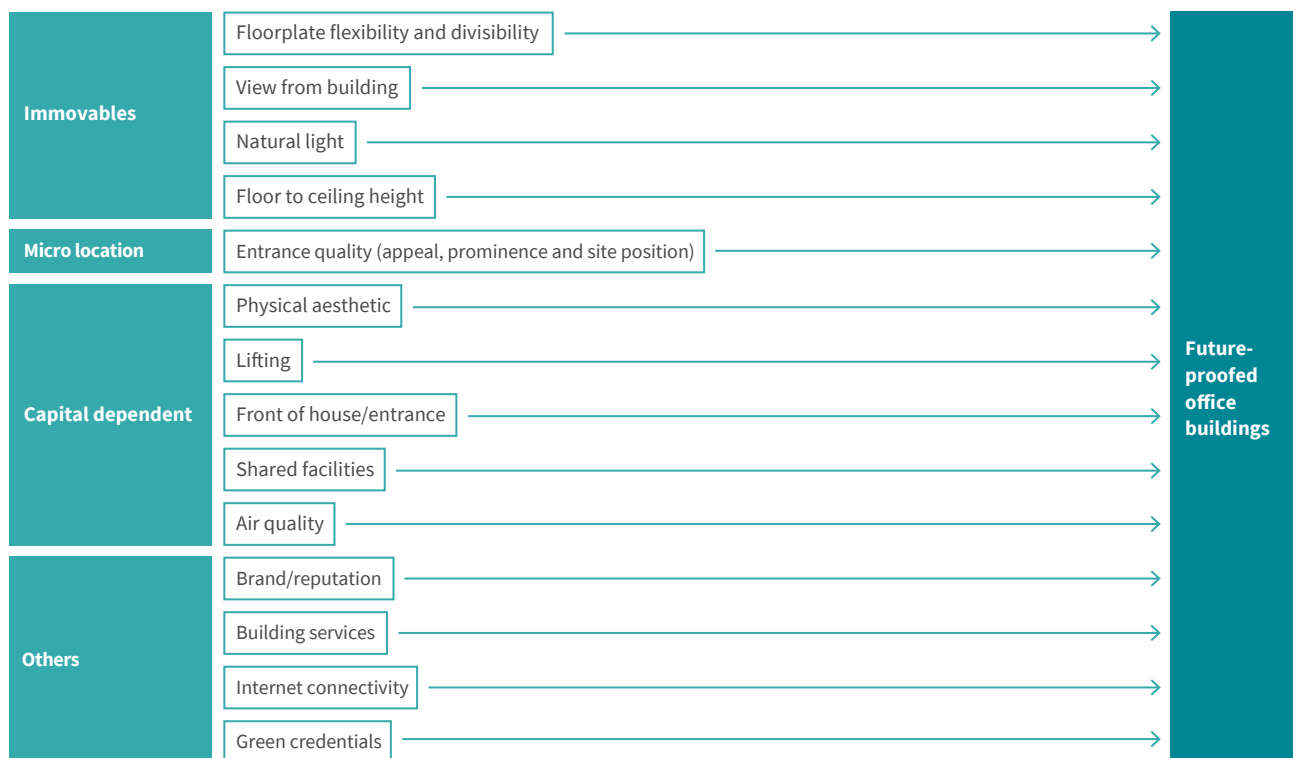 Immovables
Floorplate flexibility and divisibility
View from building
Natural light
Floor to ceiling height
Micro location
Entrance quality (appeal, prominence and site position)
Capital dependent
Physical aesthetic
Lifting
Front of house/entrance
Shared facilities
Air quality
Others
Brand/reputation
Building services
Internet connectivity
Green credentials
Future-
proofed
office
buildings